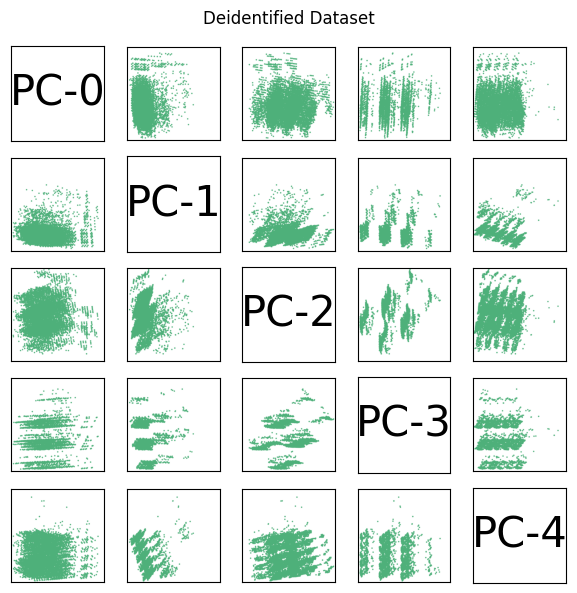 Deidentified Dataset
PC-0
PC-1
PC-2
PC-3
PC-4